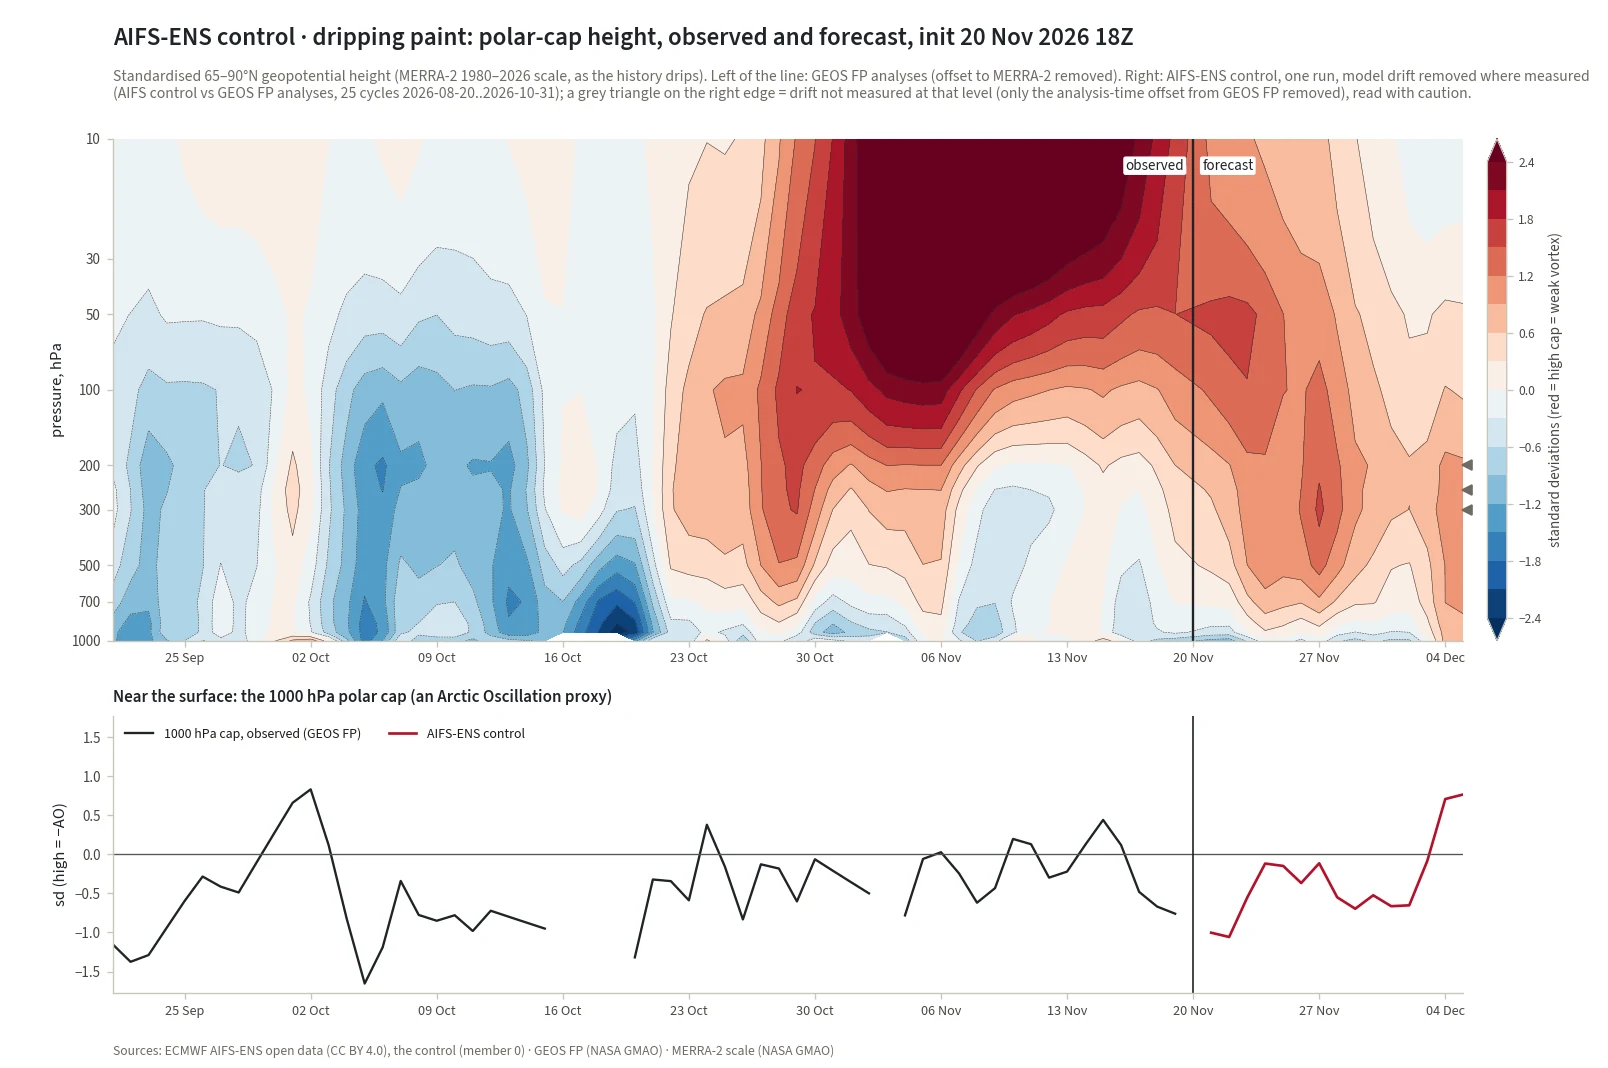 AIFS-ENS control · dripping paint: polar-cap height, observed and forecast, init 20 Nov 2026 18Z
Standardised 65–90°N geopotential height (MERRA-2 1980–2026 scale, as the history drips). Left of the line: GEOS FP analyses (offset to MERRA-2 removed). Right: AIFS-ENS control, one run, model drift removed where measured
(AIFS control vs GEOS FP analyses, 25 cycles 2026-08-20..2026-10-31); a grey triangle on the right edge = drift not measured at that level (only the analysis-time offset from GEOS FP removed), read with caution.
pressure, hPa
10
30
50
100
200
300
500
700
1000
observed
forecast
25 Sep
02 Oct
09 Oct
16 Oct
23 Oct
30 Oct
06 Nov
13 Nov
20 Nov
27 Nov
04 Dec
2.4
1.8
1.2
0.6
0.0
−0.6
−1.2
−1.8
−2.4
standard deviations (red = high cap = weak vortex)
Near the surface: the 1000 hPa polar cap (an Arctic Oscillation proxy)
1000 hPa cap, observed (GEOS FP)
AIFS-ENS control
sd (high = −AO)
1.5
1.0
0.5
0.0
−0.5
−1.0
−1.5
25 Sep
02 Oct
09 Oct
16 Oct
23 Oct
30 Oct
06 Nov
13 Nov
20 Nov
27 Nov
04 Dec
Sources: ECMWF AIFS-ENS open data (CC BY 4.0), the control (member 0) · GEOS FP (NASA GMAO) · MERRA-2 scale (NASA GMAO)